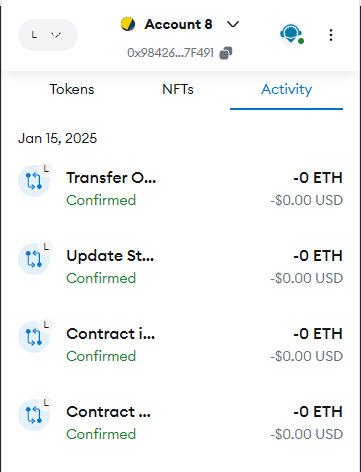 L
Account 8
0x98426...7F491
Tokens NFTs Activity
Jan 15, 2025
L
Transfer O... -0 ETH
Confirmed -$0.00 USD
L
Update St... -0 ETH
Confirmed -$0.00 USD
L
Contract i... -0 ETH
Confirmed -$0.00 USD
L
Contract ... -0 ETH
Confirmed -$0.00 USD